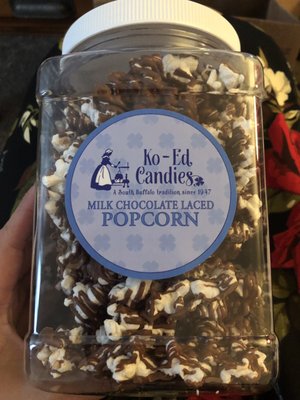 Ko-Ed
Candies
A South Buffalo tradition since 1947
MILK CHOCOLATE LACED
POPCORN